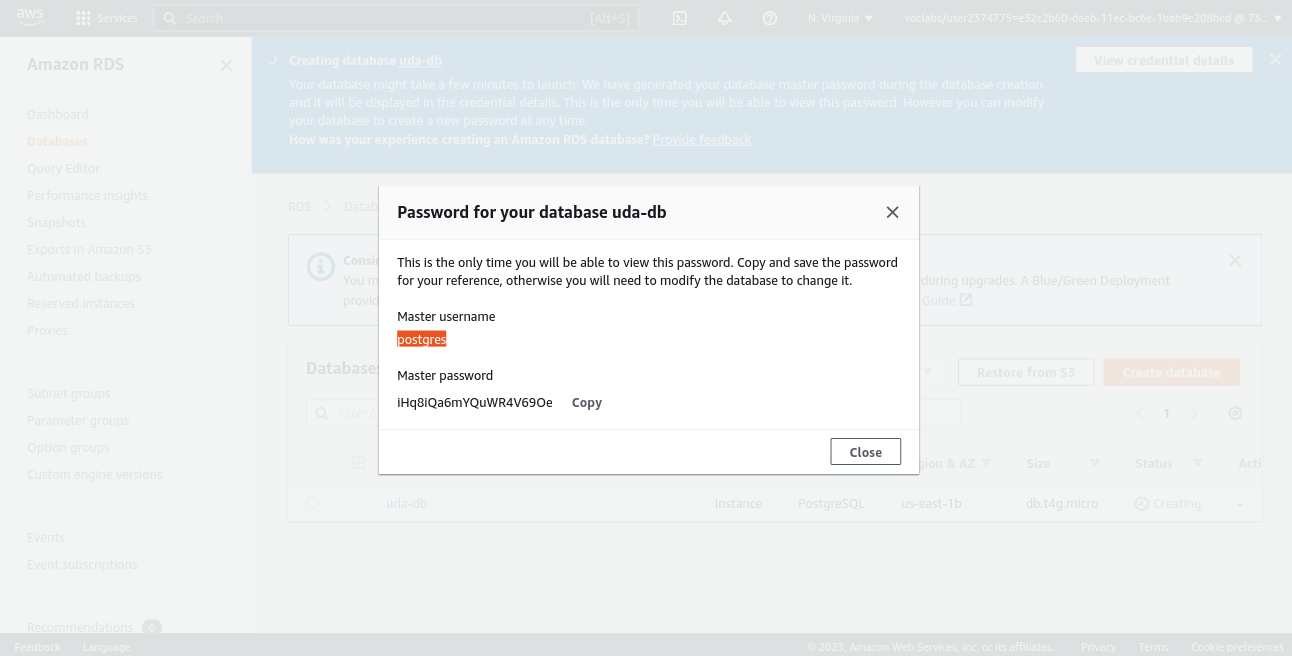 aws
Services
Search
[Alt+S]
N. Virginia
voclabs/user2374775=e32c2b60-daeb-11ec-bc6e-1bab9e208bed @ 73...
Amazon RDS
Dashboard
Databases
Query Editor
Performance insights
Snapshots
Exports in Amazon S3
Automated backups
Reserved instances
Proxies
Subnet groups
Parameter groups
Option groups
Custom engine versions
Events
Event subscriptions
Recommendations 0
Creating database uda-db
View credential details
Your database might take a few minutes to launch. We have generated your database master password during the database creation
and it will be displayed in the credential details. This is the only time you will be able to view this password. However you can modify
your database to create a new password at any time.
How was your experience creating an Amazon RDS database? Provide feedback
RDS
Datab
Consi
You m
during upgrades. A Blue/Green Deployment
provid
Guide
Password for your database uda-db
This is the only time you will be able to view this password. Copy and save the password
for your reference, otherwise you will need to modify the database to change it.
Master username
postgres
Master password
iHq8iQa6mYQuWR4V69Oe
Copy
Close
Databases
Restore from S3
Create database
Filter b
1
gion & AZ
Size
Status
Acti
uda-db
Instance
PostgreSQL
us-east-1b
db.t4g.micro
Creating
-
Feedback
Language
© 2023, Amazon Web Services, Inc. or its affiliates.
Privacy
Terms
Cookie preferences